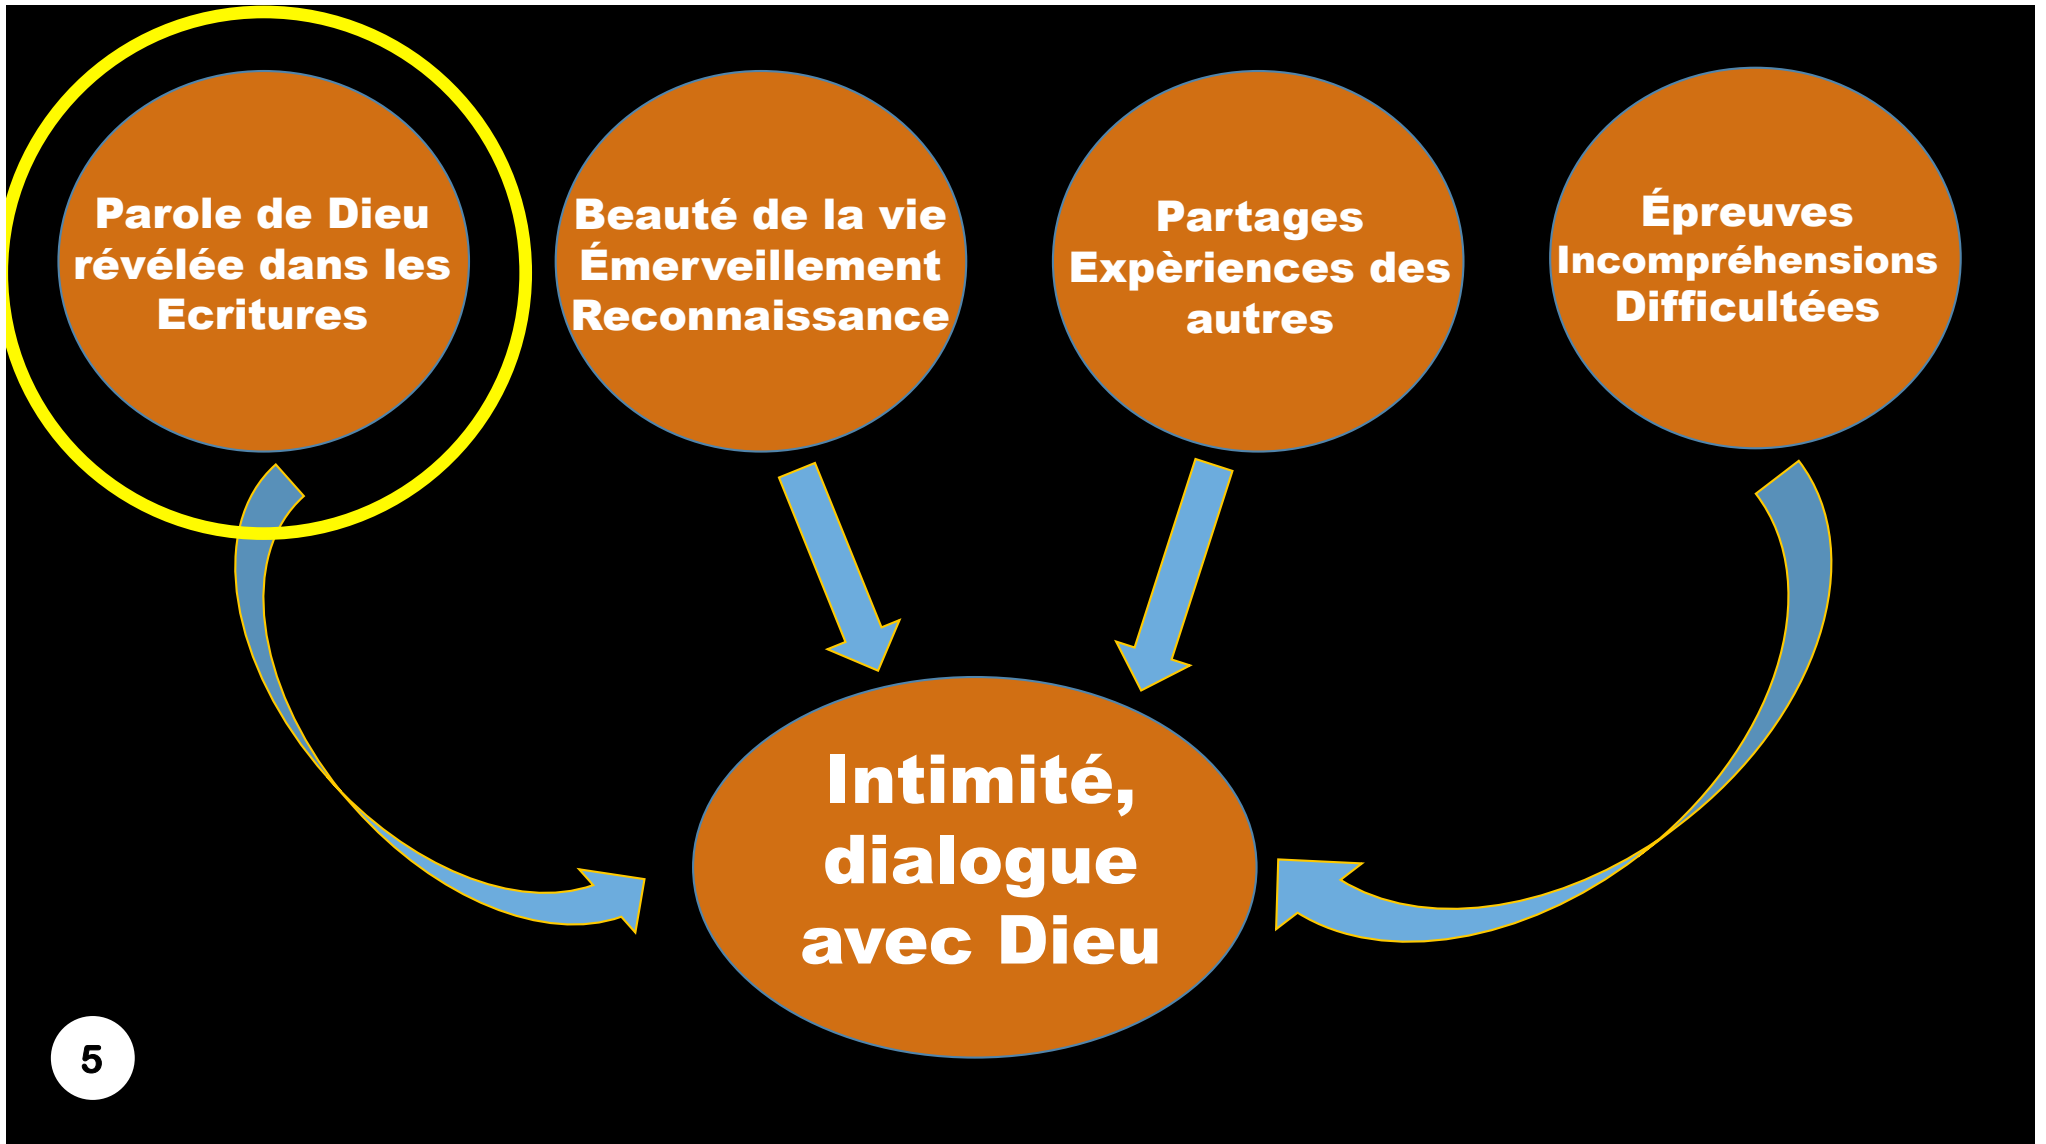 Parole de Dieu
révélée dans les
Ecritures
Beauté de la vie
Émerveillement
Reconnaissance
Partages
Expèriences des
autres
Épreuves
Incompréhensions
Difficultées
Intimité,
dialogue
avec Dieu
5